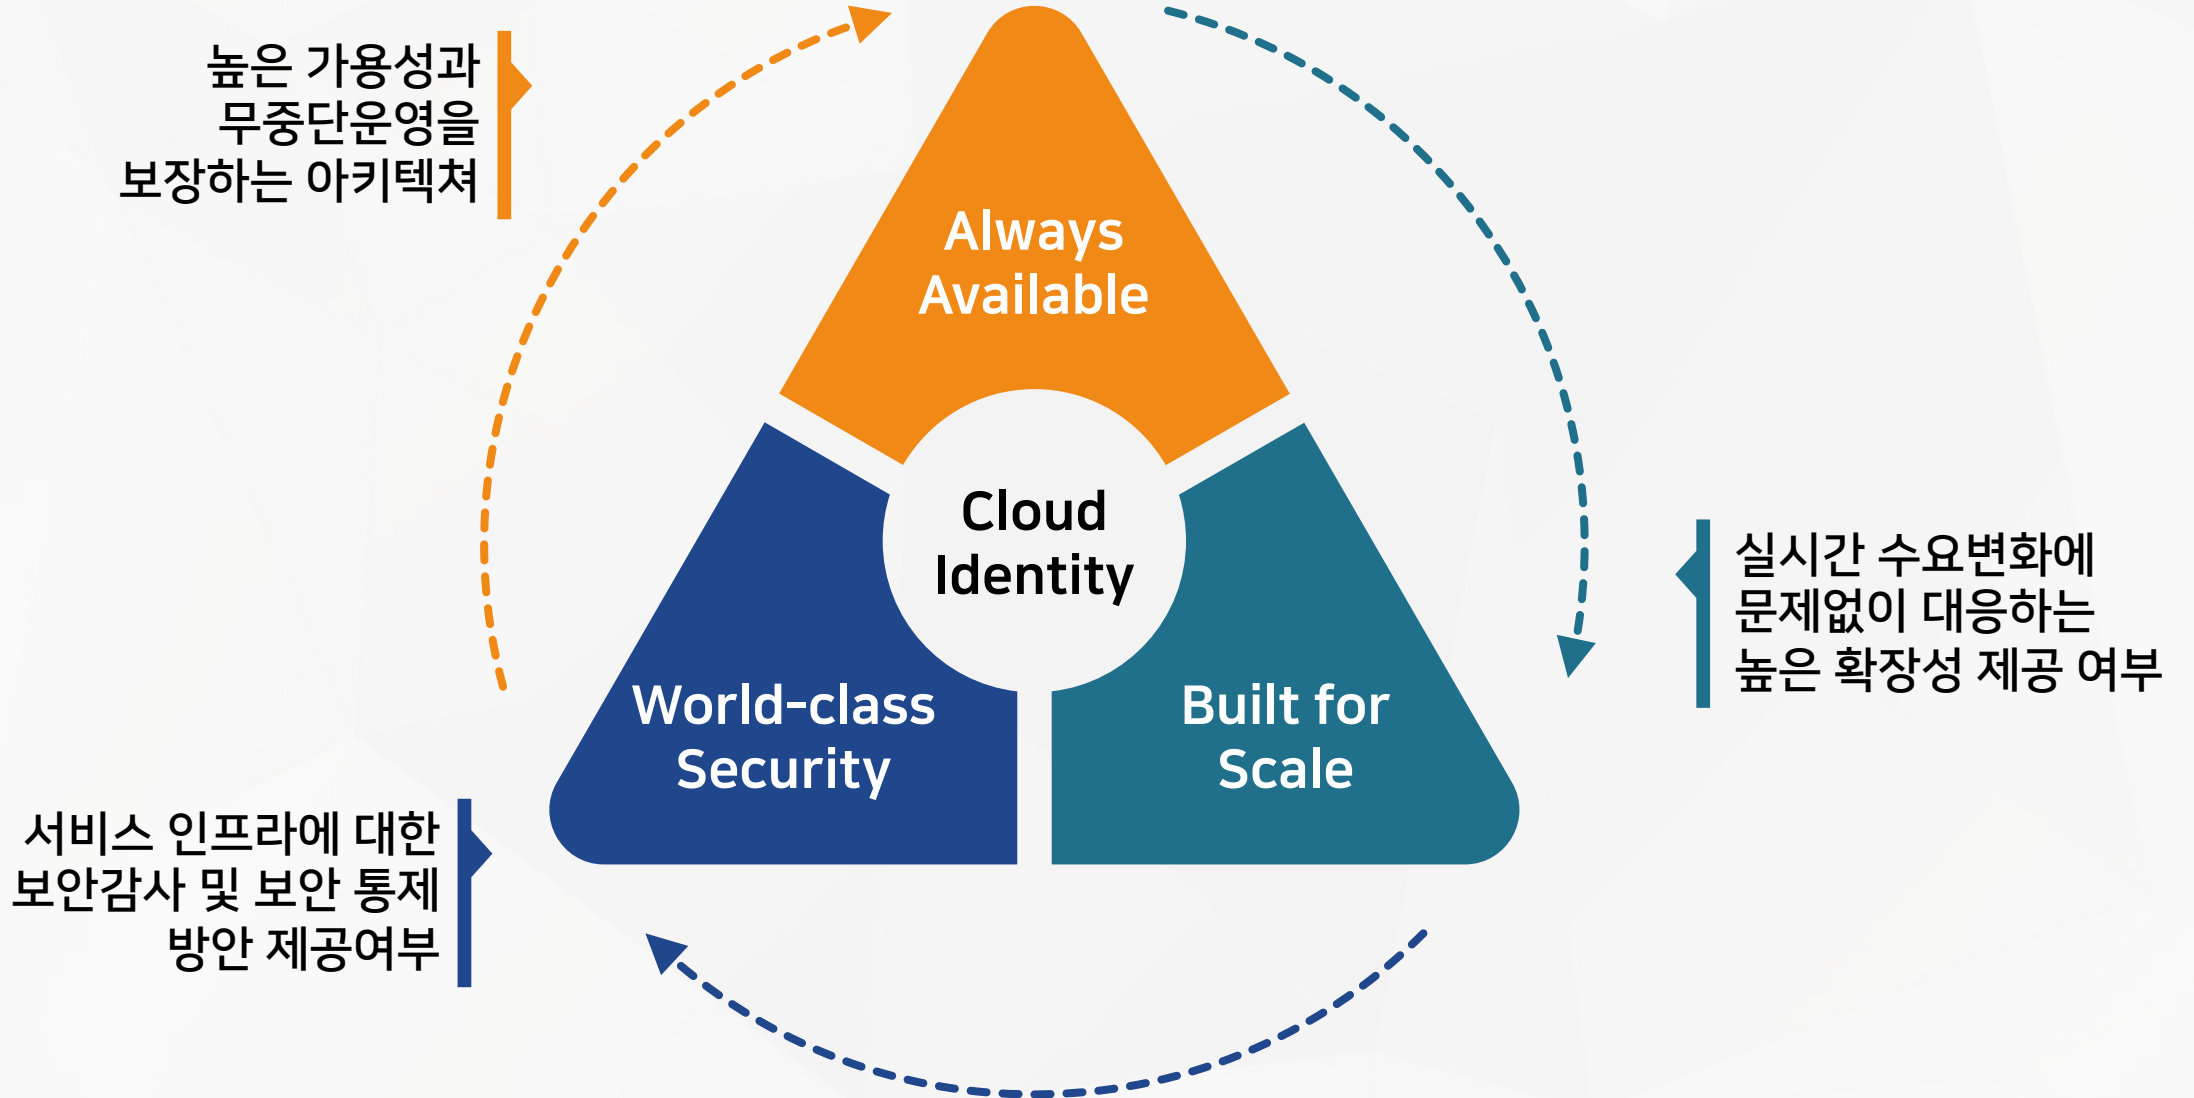 높은 가용성과
무중단운영을
보장하는 아키텍쳐
Always
Available
Cloud
Identity
실시간 수요변화에
문제없이 대응하는
높은 확장성 제공 여부
World-class
Security
Built for
Scale
서비스 인프라에 대한
보안감사 및 보안 통제
방안 제공여부